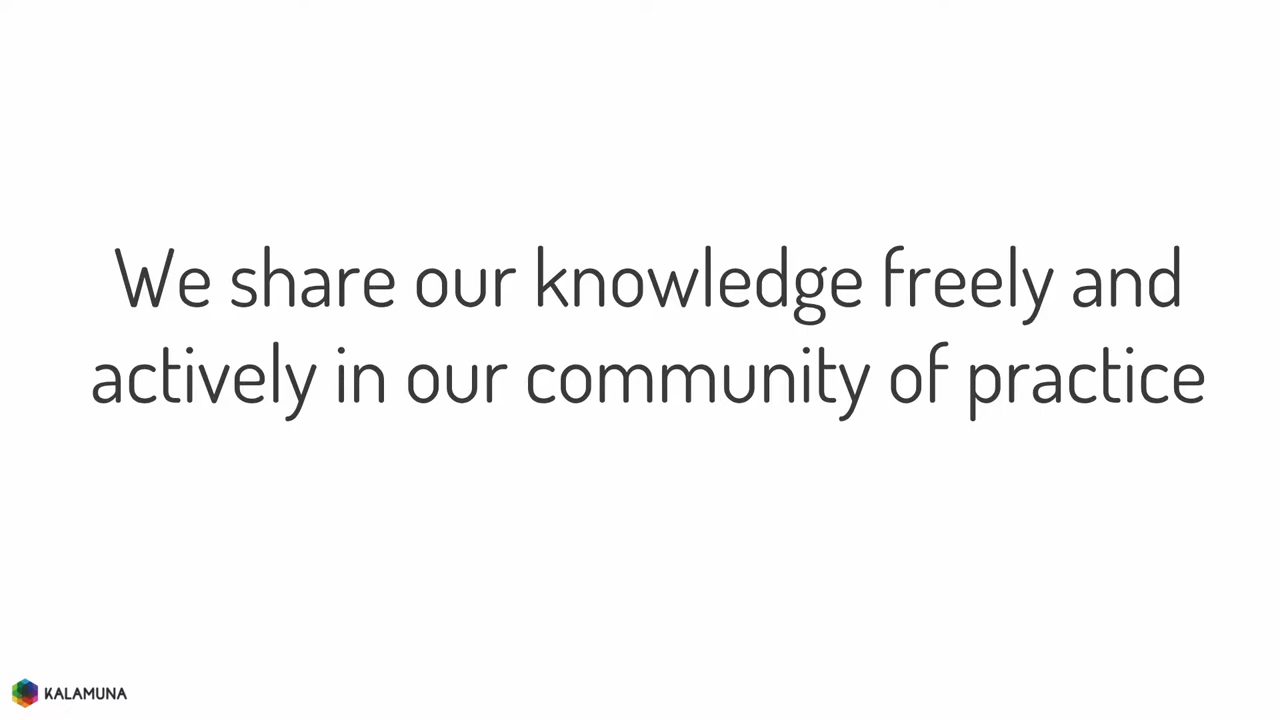 We share our knowledge freely and
actively in our community of practice
KALAMUNA